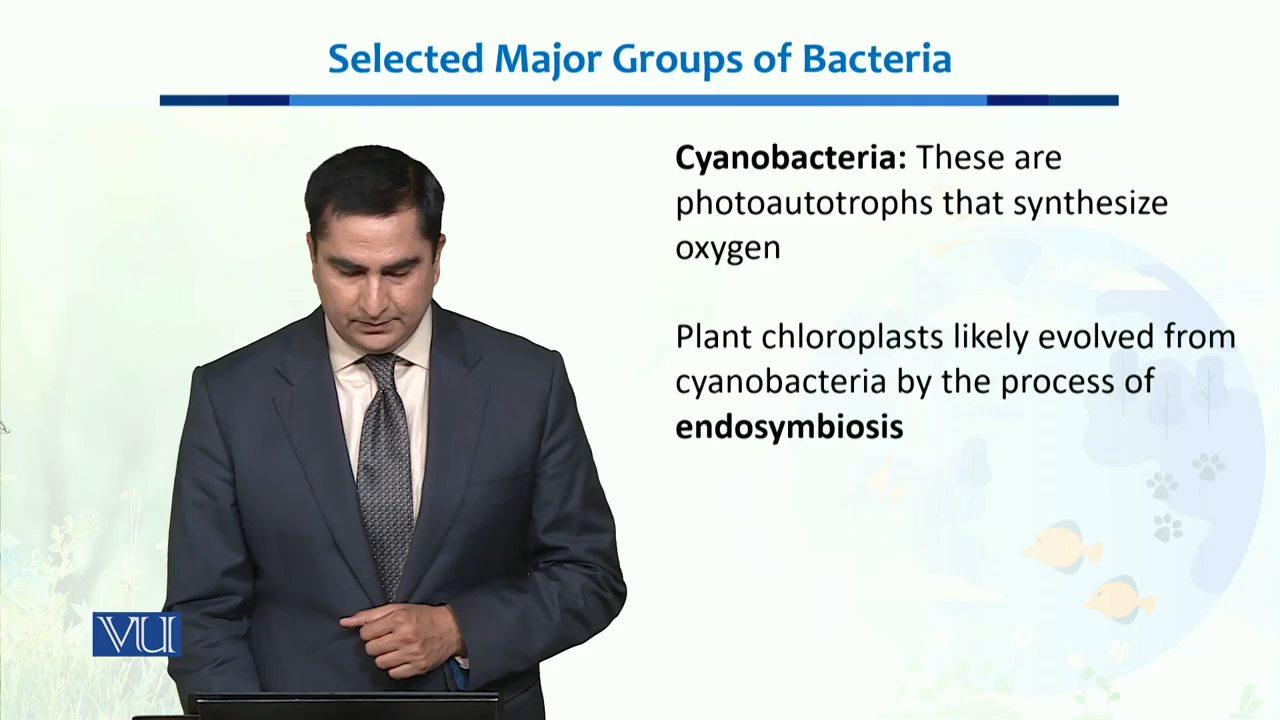 Selected Major Groups of Bacteria
Cyanobacteria: These are
photoautotrophs that synthesize
oxygen
Plant chloroplasts likely evolved from
cyanobacteria by the process of
endosymbiosis
VU